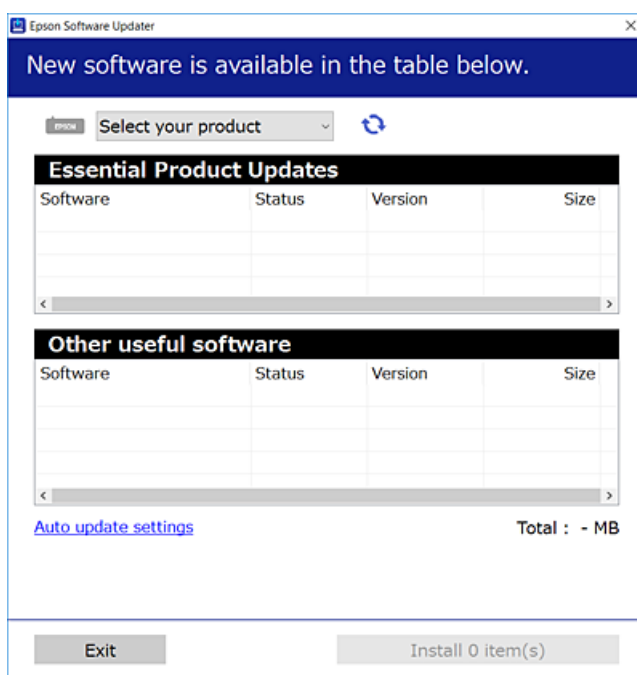 Epson Software Updater
New software is available in the table below.
EPSON Select your product
Essential Product Updates
Software Status Version Size
Other useful software
Software Status Version Size
Auto update settings Total : - MB
Exit Install 0 item(s)